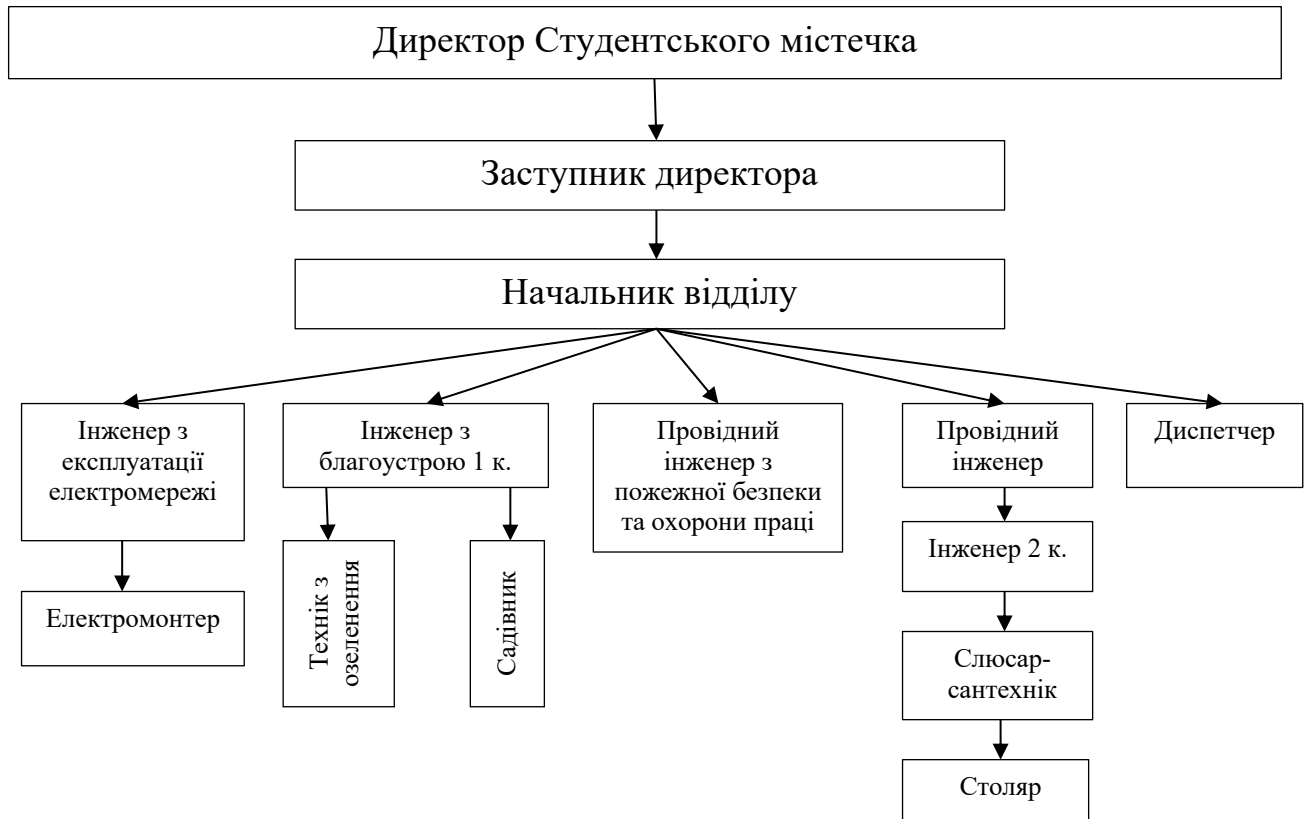 Директор Студентського містечка
Заступник директора
Начальник відділу
Інженер з
експлуатації
електромережі
Інженер з
благоустрою 1 к.
Провідний
інженер з
пожежної безпеки
та охорони праці
Провідний
інженер
Диспетчер
Електромонтер
Технік з
озеленення
Садівник
Інженер 2 к.
Слюсар-
сантехнік
Столяр